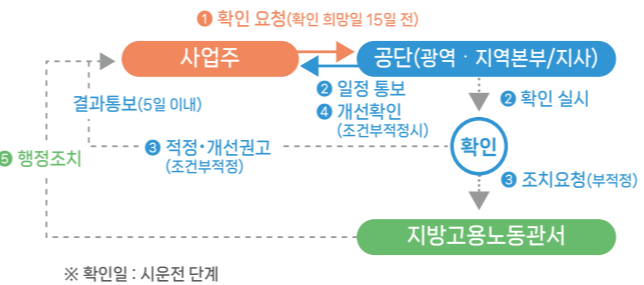 ❶ 확인 요청(확인 희망일 15일 전)
사업주
공단(광역ㆍ지역본부/지사)
❷ 일정 통보
❹ 개선확인
(조건부적정시)
❷ 확인 실시
결과통보(5일 이내)
❸ 적정·개선권고
(조건부적정)
확인
❺ 행정조치
❸ 조치요청(부적정)
지방고용노동관서
※ 확인일 : 시운전 단계